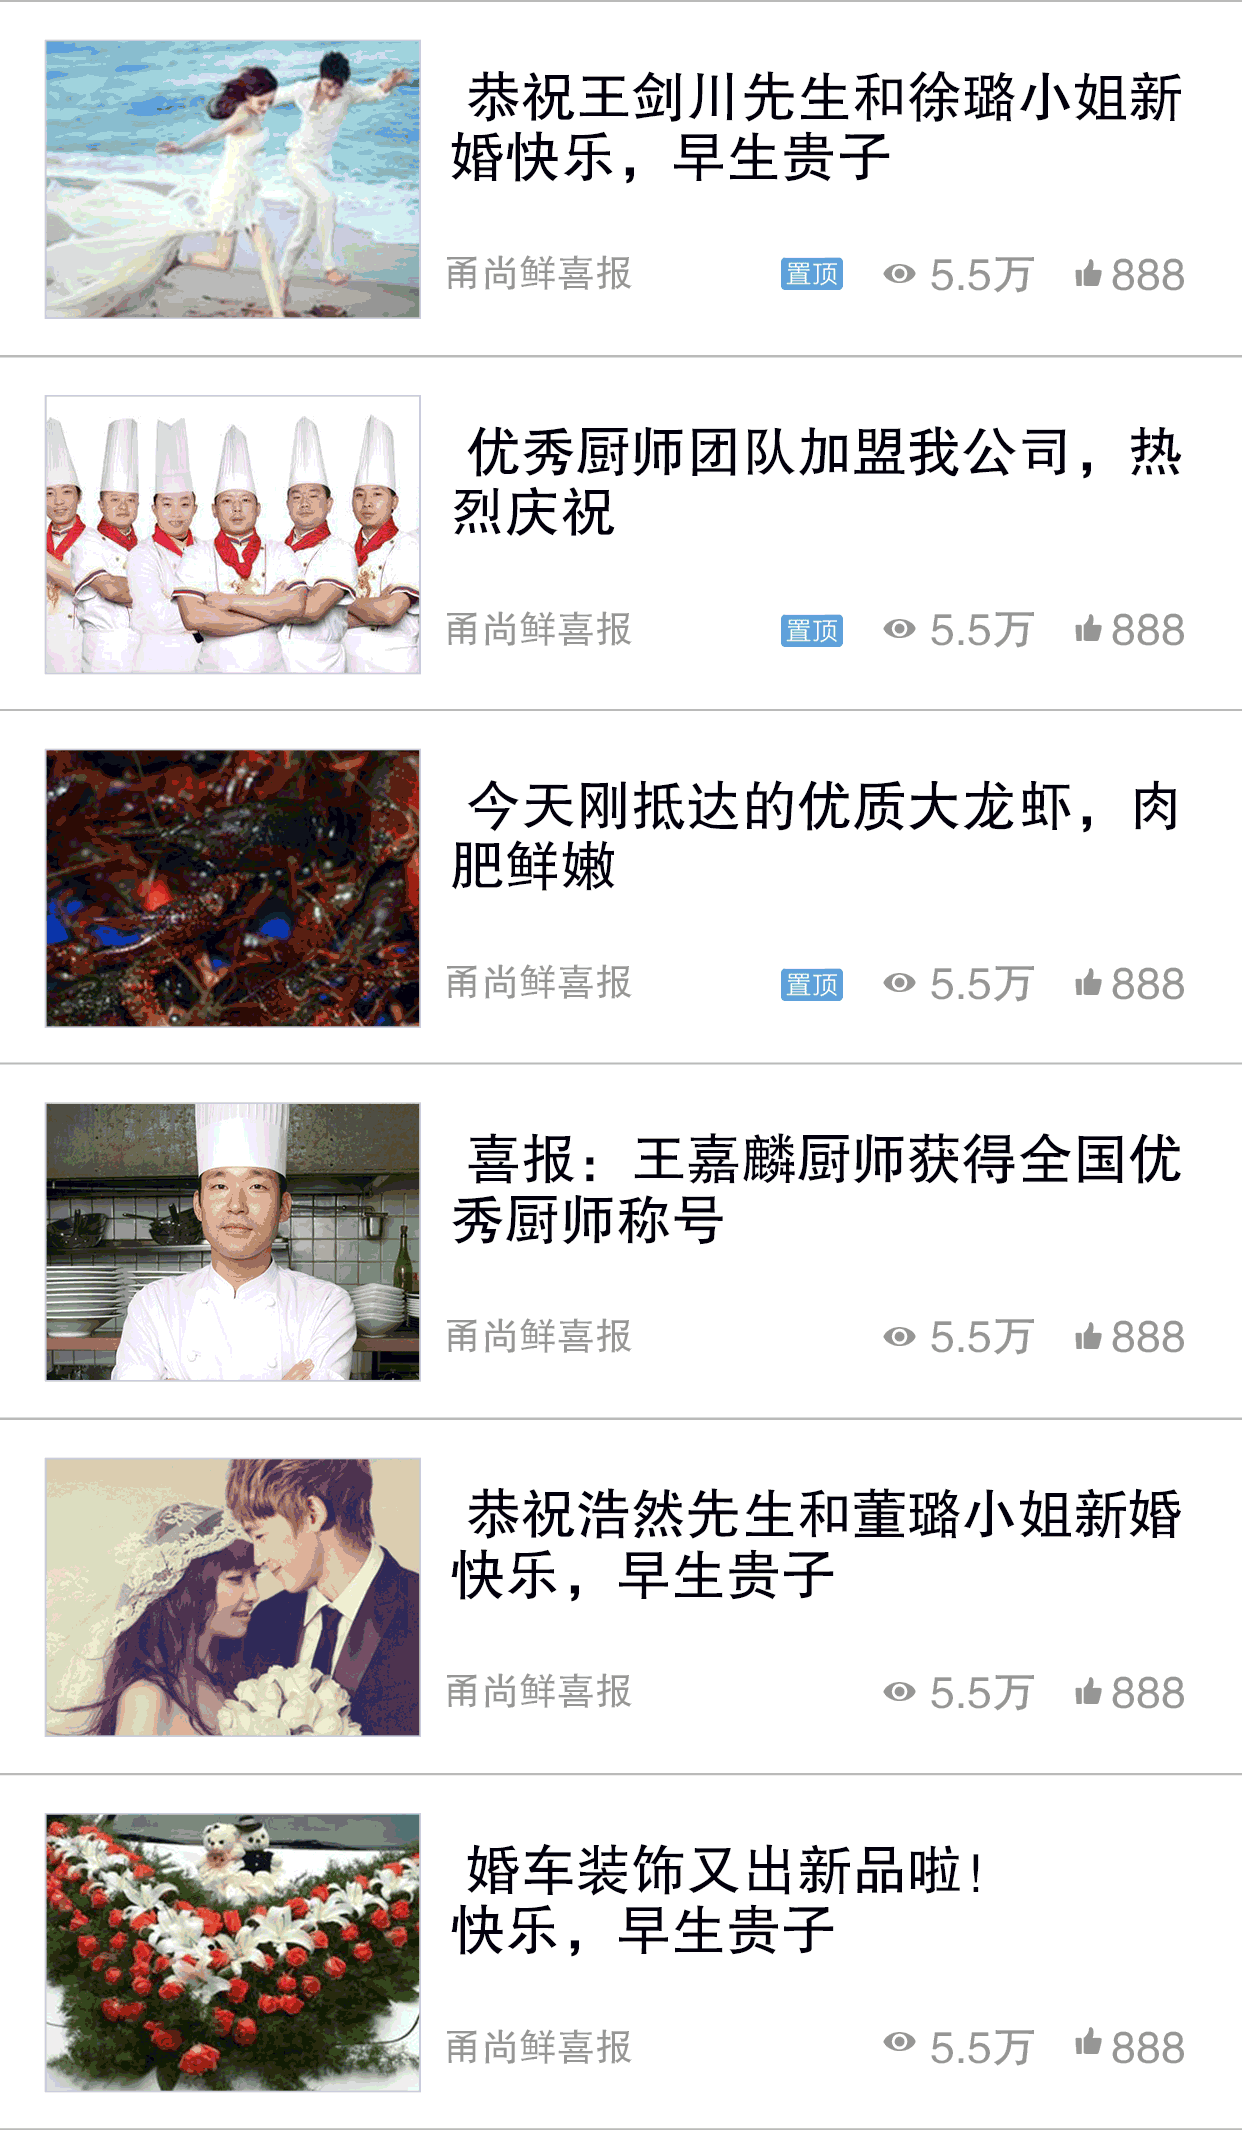 恭祝王剑川先生和徐璐小姐新
婚快乐，早生贵子
甬尚鲜喜报 置顶 5.5万 888
优秀厨师团队加盟我公司，热
烈庆祝
甬尚鲜喜报 置顶 5.5万 888
今天刚抵达的优质大龙虾，肉
肥鲜嫩
甬尚鲜喜报 置顶 5.5万 888
喜报：王嘉麟厨师获得全国优
秀厨师称号
甬尚鲜喜报 5.5万 888
恭祝浩然先生和董璐小姐新婚
快乐，早生贵子
甬尚鲜喜报 5.5万 888
婚车装饰又出新品啦！
快乐，早生贵子
甬尚鲜喜报 5.5万 888